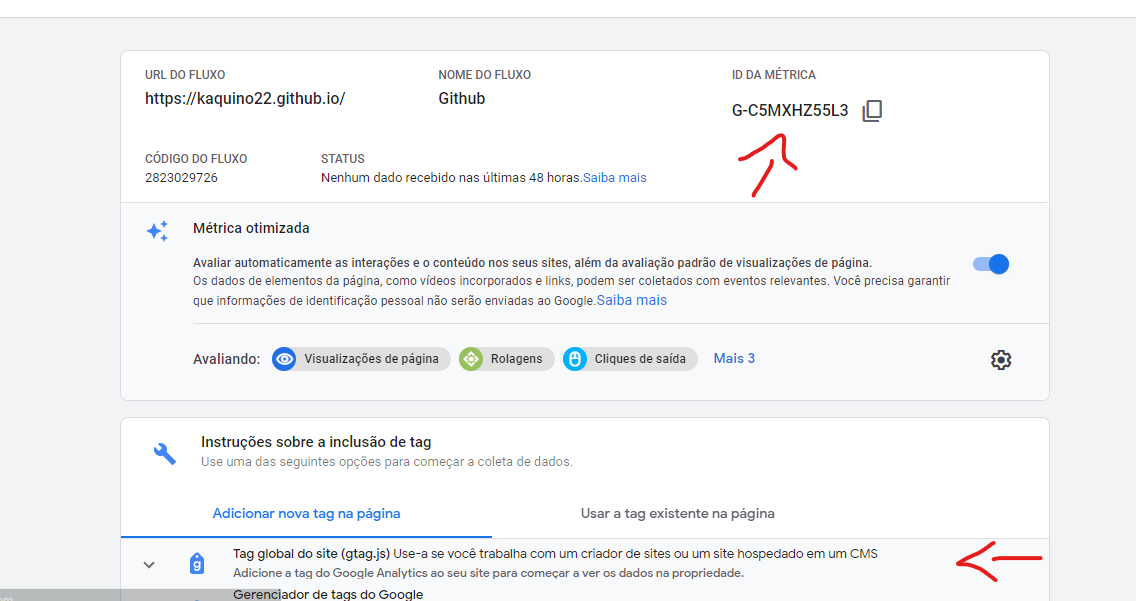 URL DO FLUXO
https://kaquino22.github.io/
NOME DO FLUXO
Github
ID DA MÉTRICA
G-C5MXHZ55L3
CÓDIGO DO FLUXO
2823029726
STATUS
Nenhum dado recebido nas últimas 48 horas.Saiba mais
Métrica otimizada
Avaliar automaticamente as interações e o conteúdo nos seus sites, além da avaliação padrão de visualizações de página.
Os dados de elementos da página, como vídeos incorporados e links, podem ser coletados com eventos relevantes. Você precisa garantir
que informações de identificação pessoal não serão enviadas ao Google.Saiba mais
Avaliando: Visualizações de página Rolagens Cliques de saída Mais 3
Instruções sobre a inclusão de tag
Use uma das seguintes opções para começar a coleta de dados.
Adicionar nova tag na página Usar a tag existente na página
Tag global do site (gtag.js) Use-a se você trabalha com um criador de sites ou um site hospedado em um CMS
g
Adicione a tag do Google Analytics ao seu site para começar a ver os dados na propriedade.
Gerenciador de tags do Google